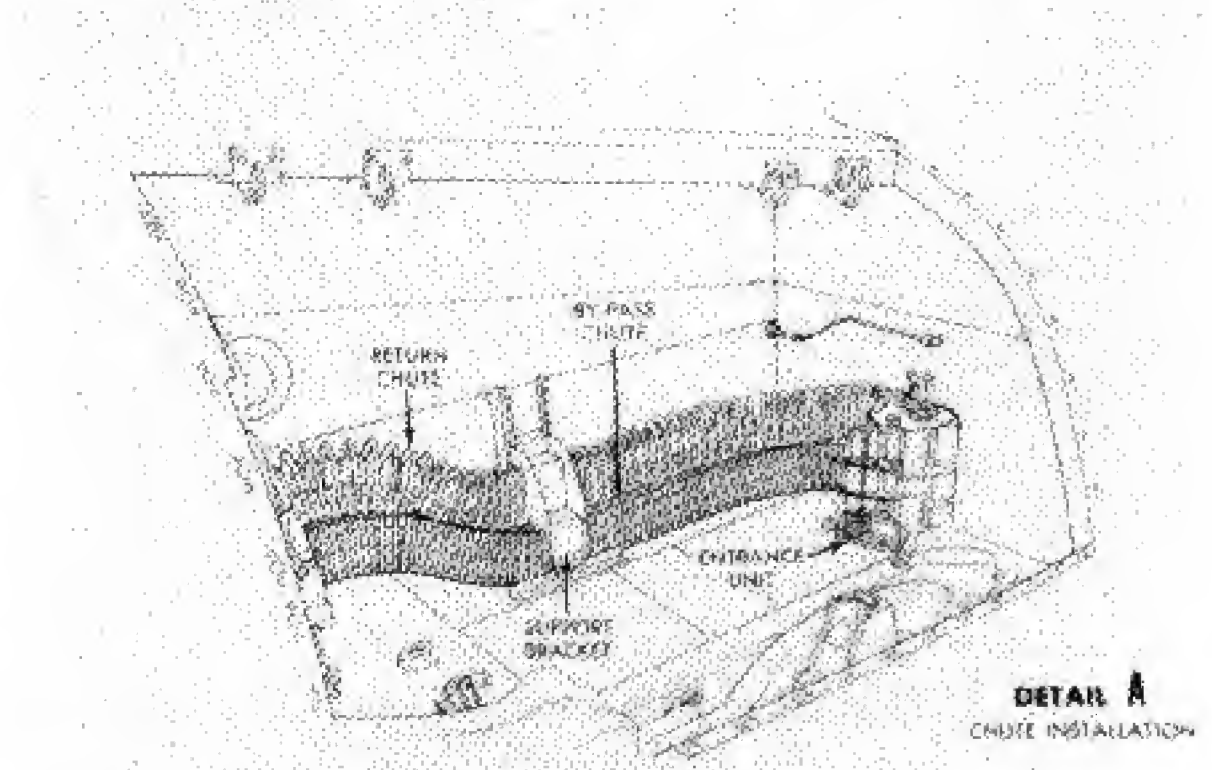 BY-PASS
CHUTE
RETURN
CHUTE
ENTRANCE
UNIT
SUPPORT
BRACKET
DETAIL A
CHUTE INSTALLATION